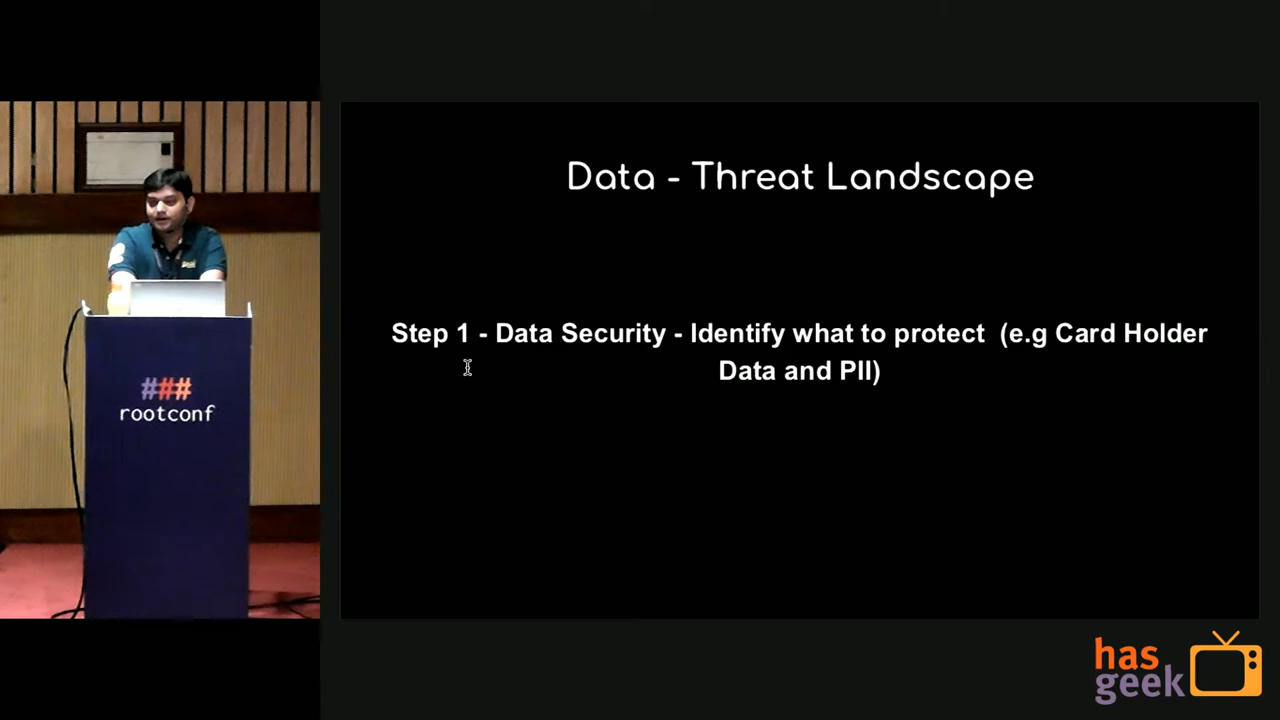 Data - Threat Landscape
Step 1 - Data Security - Identify what to protect  (e.g Card Holder
Data and PII)
###
rootconf
has
geek